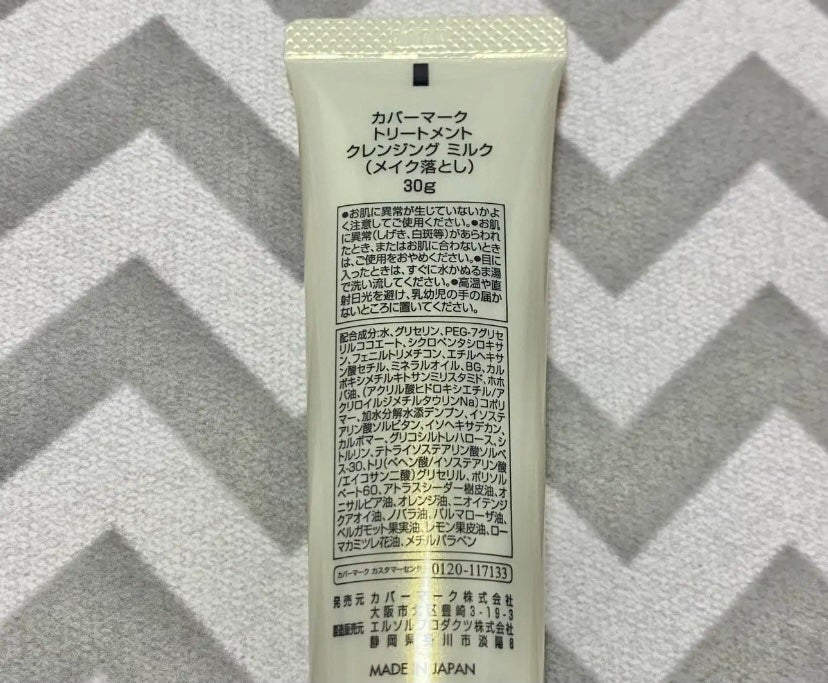 カバーマーク
トリートメント
クレンジング ミルク
（メイク落とし）
30g
●お肌に異常が生じていないかよ
く注意してご使用ください。●お肌
に異常（しげき、白斑等）があらわれ
たとき、またはお肌に合わないとき
は、ご使用をおやめください。●目に
入ったときは、すぐに水かぬるま湯
で洗い流してください。●高温や直
射日光を避け、乳幼児の手の届か
ないところに置いてください。
配合成分:水、グリセリン、PEG-7グリセ
リルココエート、シクロペンタシロキサ
ン、フェニルトリメチコン、エチルヘキサ
ン酸セチル、ミネラルオイル、BG、カル
ボキシメチルキトサンミリスタミド、ホホ
バ油、（アクリル酸ヒドロキシエチル/ア
クリロイルジメチルタウリンNa）コポリ
マー、加水分解水添デンプン、イソステ
アリン酸ソルビタン、イソヘキサデカン、
カルボマー、グリコシルトレハロース、シ
トルリン、テトライソステアリン酸ソルベ
ス-30、トリ（ベヘン酸/イソステアリン酸
/エイコサン二酸）グリセリル、ポリソル
ベート60、アトラスシーダー樹皮油、オ
ニサルビア油、オレンジ油、ニオイテンジ
クアオイ油、ノバラ油、パルマローザ油、
ベルガモット果実油、レモン果皮油、ロー
マカミツレ花油、メチルパラベン
カバーマーク カスタマーセンター 0120-117133
発売元 カバーマーク株式会社
大阪市北区豊崎3-19-3
製造販売元 エルソルプロダクツ株式会社
静岡県掛川市淡陽8
MADE IN JAPAN